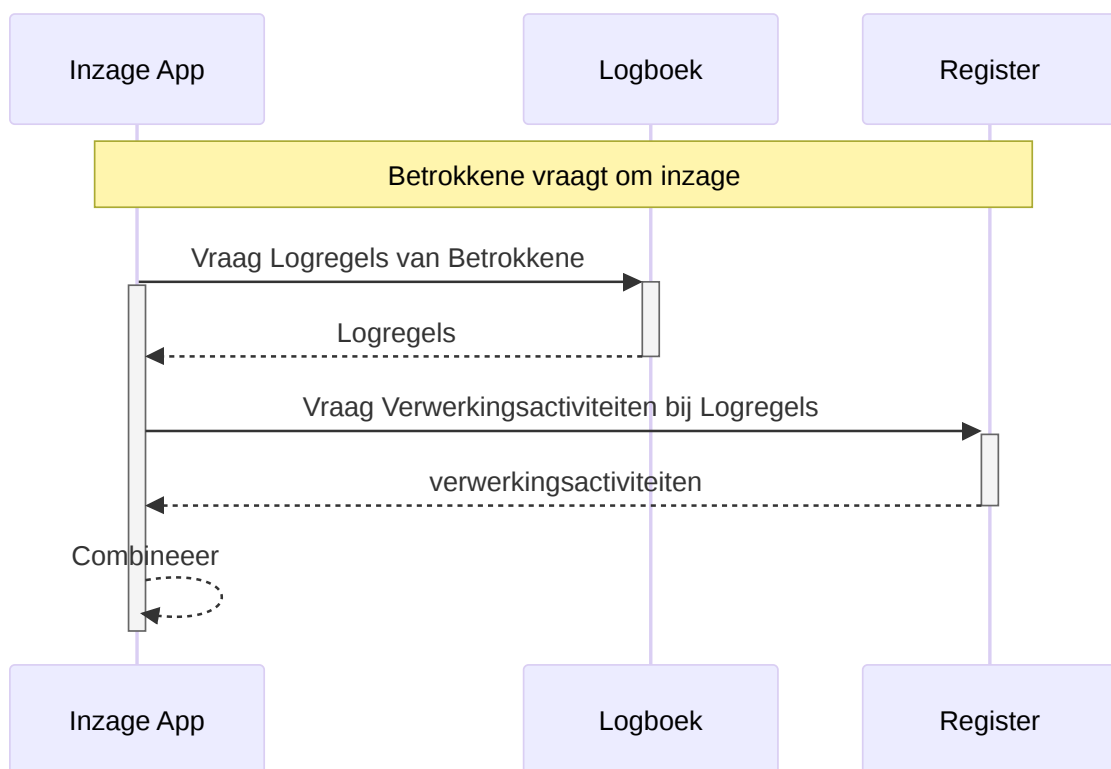 Inzage App
Logboek
Register
Betrokkene vraagt om inzage
Vraag Logregels van Betrokkene
Logregels
Vraag Verwerkingsactiviteiten bij Logregels
verwerkingsactiviteiten
Combineeer
Inzage App
Logboek
Register